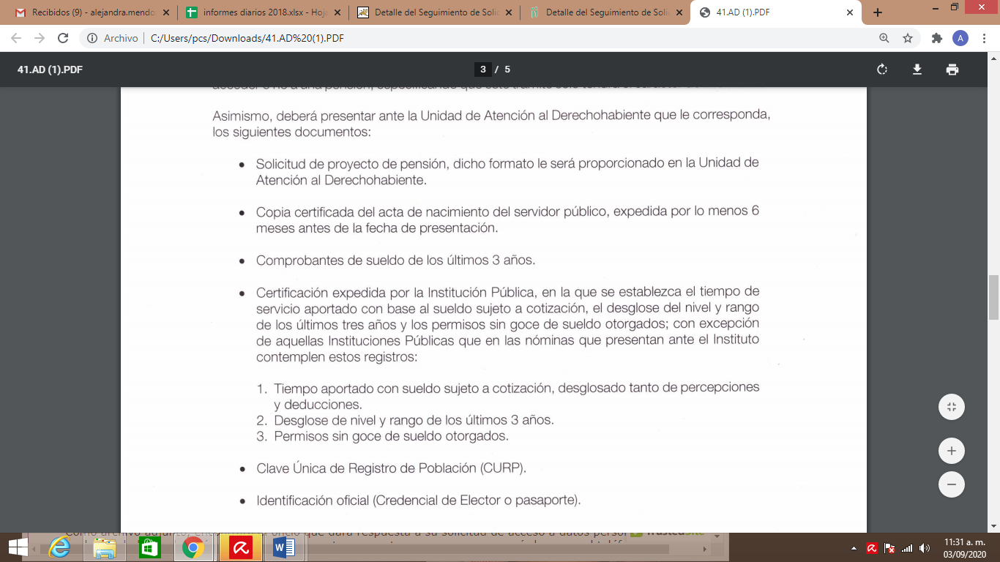 Recibidos (9) - alejandra.mendo
informes diarios 2018.xlsx - Hoja
Detalle del Seguimiento de Solic
Detalle del Seguimiento de Solic
41.AD (1).PDF
Archivo
C:/Users/pcs/Downloads/41.AD%20(1).PDF
A
41.AD (1).PDF
3 / 5
Asimismo, deberá presentar ante la Unidad de Atención al Derechohabiente que le corresponda,
los siguientes documentos:
• Solicitud de proyecto de pensión, dicho formato le será proporcionado en la Unidad de
Atención al Derechohabiente.
• Copia certificada del acta de nacimiento del servidor público, expedida por lo menos 6
meses antes de la fecha de presentación.
• Comprobantes de sueldo de los últimos 3 años.
• Certificación expedida por la Institución Pública, en la que se establezca el tiempo de
servicio aportado con base al sueldo sujeto a cotización, el desglose del nivel y rango
de los últimos tres años y los permisos sin goce de sueldo otorgados; con excepción
de aquellas Instituciones Públicas que en las nóminas que presentan ante el Instituto
contemplen estos registros:
1. Tiempo aportado con sueldo sujeto a cotización, desglosado tanto de percepciones
y deducciones.
2. Desglose de nivel y rango de los últimos 3 años.
3. Permisos sin goce de sueldo otorgados.
• Clave Única de Registro de Población (CURP).
• Identificación oficial (Credencial de Elector o pasaporte).
11:31 a. m.
03/09/2020